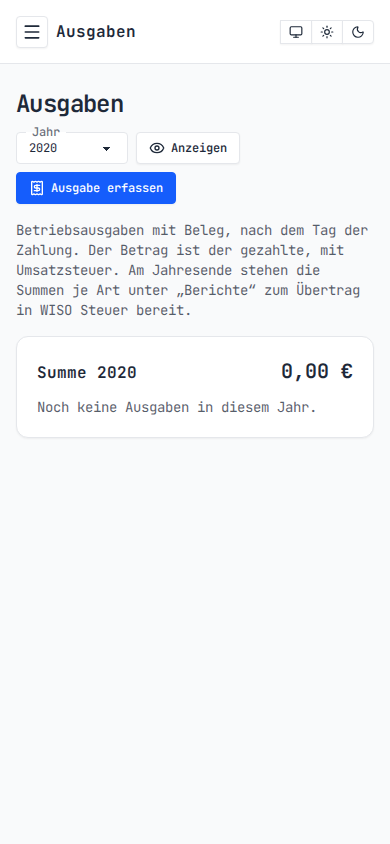 Ausgaben
Ausgaben
Jahr
2020
Anzeigen
Ausgabe erfassen
Betriebsausgaben mit Beleg, nach dem Tag der
Zahlung. Der Betrag ist der gezahlte, mit
Umsatzsteuer. Am Jahresende stehen die
Summen je Art unter „Berichte“ zum Übertrag
in WISO Steuer bereit.
Summe 2020
0,00 €
Noch keine Ausgaben in diesem Jahr.